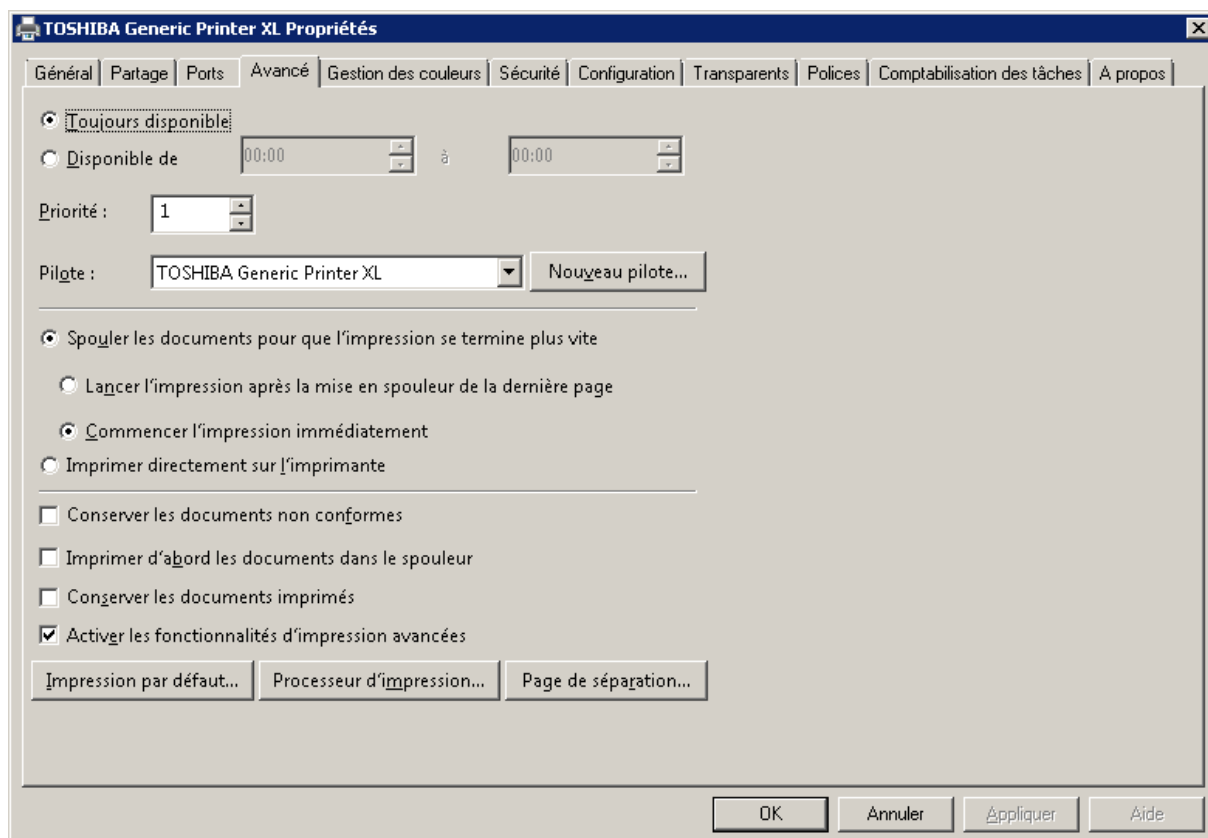 TOSHIBA Generic Printer XL Propriétés
Général Partage Ports Avancé Gestion des couleurs Sécurité Configuration Transparents Polices Comptabilisation des tâches A propos
Toujours disponible
Disponible de 00:00 à 00:00
Priorité : 1
Pilote : TOSHIBA Generic Printer XL Nouveau pilote...
Spouler les documents pour que l'impression se termine plus vite
Lancer l'impression après la mise en spouleur de la dernière page
Commencer l'impression immédiatement
Imprimer directement sur l'imprimante
Conserver les documents non conformes
Imprimer d'abord les documents dans le spouleur
Conserver les documents imprimés
Activer les fonctionnalités d'impression avancées
Impression par défaut... Processeur d'impression... Page de séparation...
OK Annuler Appliquer Aide